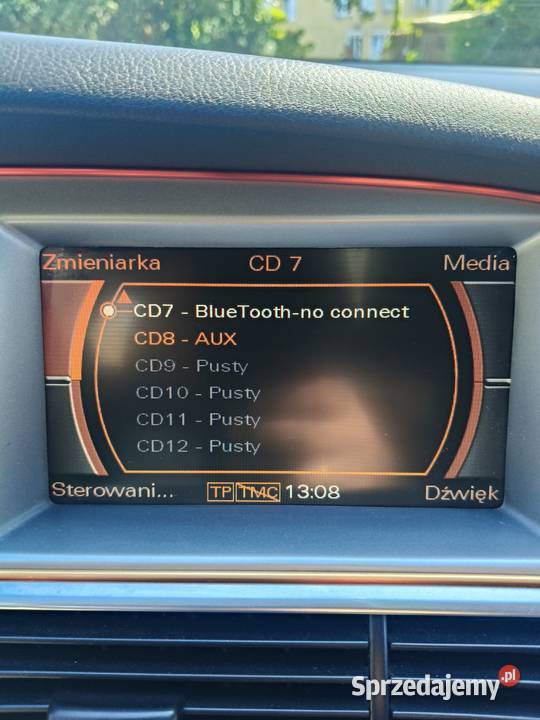 Zmieniarka CD 7 Media
CD7 - BlueTooth-no connect
CD8 - AUX
CD9 - Pusty
CD10 - Pusty
CD11 - Pusty
CD12 - Pusty
Sterowani... TP TMC 13:08 Dźwięk
Sprzedajemy.pl